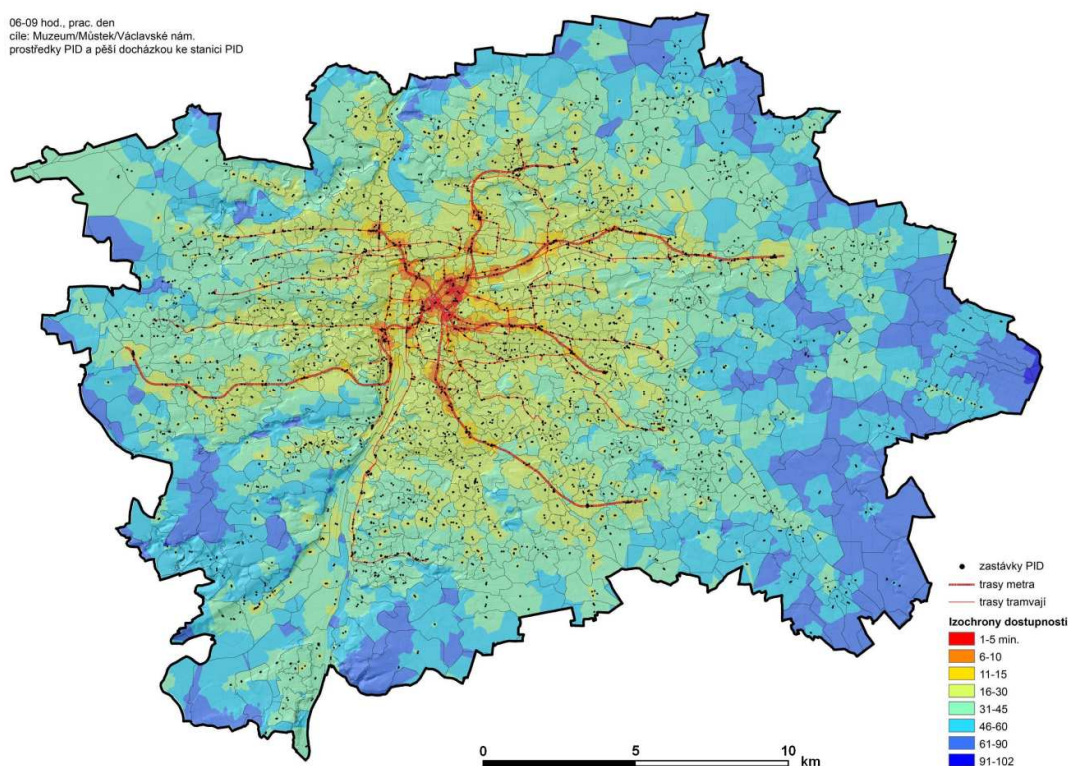 06-09 hod., prac. den
cíle: Muzeum/Můstek/Václavské nám.
prostředky PID a pěší docházkou ke stanici PID
zastávky PID
trasy metra
trasy tramvají
Izochrony dostupnosti
1-5 min.
6-10
11-15
16-30
31-45
46-60
61-90
91-102
0 5 10
km